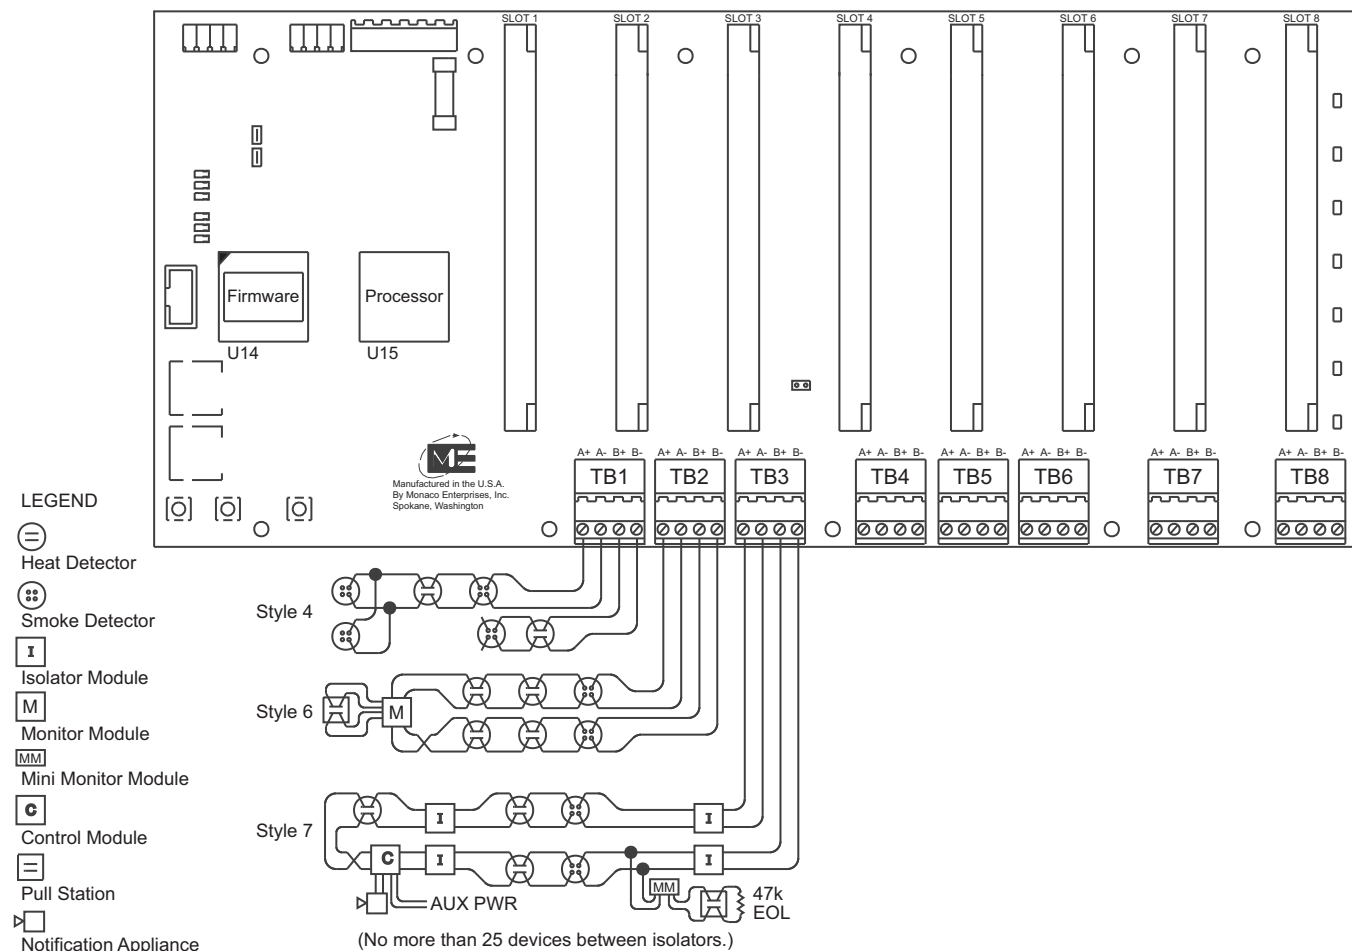 SLOT 1 SLOT 2 SLOT 3 SLOT 4 SLOT 5 SLOT 6 SLOT 7 SLOT 8
Firmware
U14
Processor
U15
ME
Manufactured in the U.S.A.
By Monaco Enterprises, Inc.
Spokane, Washington
A+ A- B+ B- A+ A- B+ B- A+ A- B+ B- A+ A- B+ B- A+ A- B+ B- A+ A- B+ B- A+ A- B+ B- A+ A- B+ B-
TB1 TB2 TB3 TB4 TB5 TB6 TB7 TB8
LEGEND
Heat Detector
Smoke Detector
I
Isolator Module
M
Monitor Module
MM
Mini Monitor Module
C
Control Module
Pull Station
Notification Appliance
Style 4
Style 6
M
Style 7
I I
C I I
MM
47k
EOL
AUX PWR
(No more than 25 devices between isolators.)